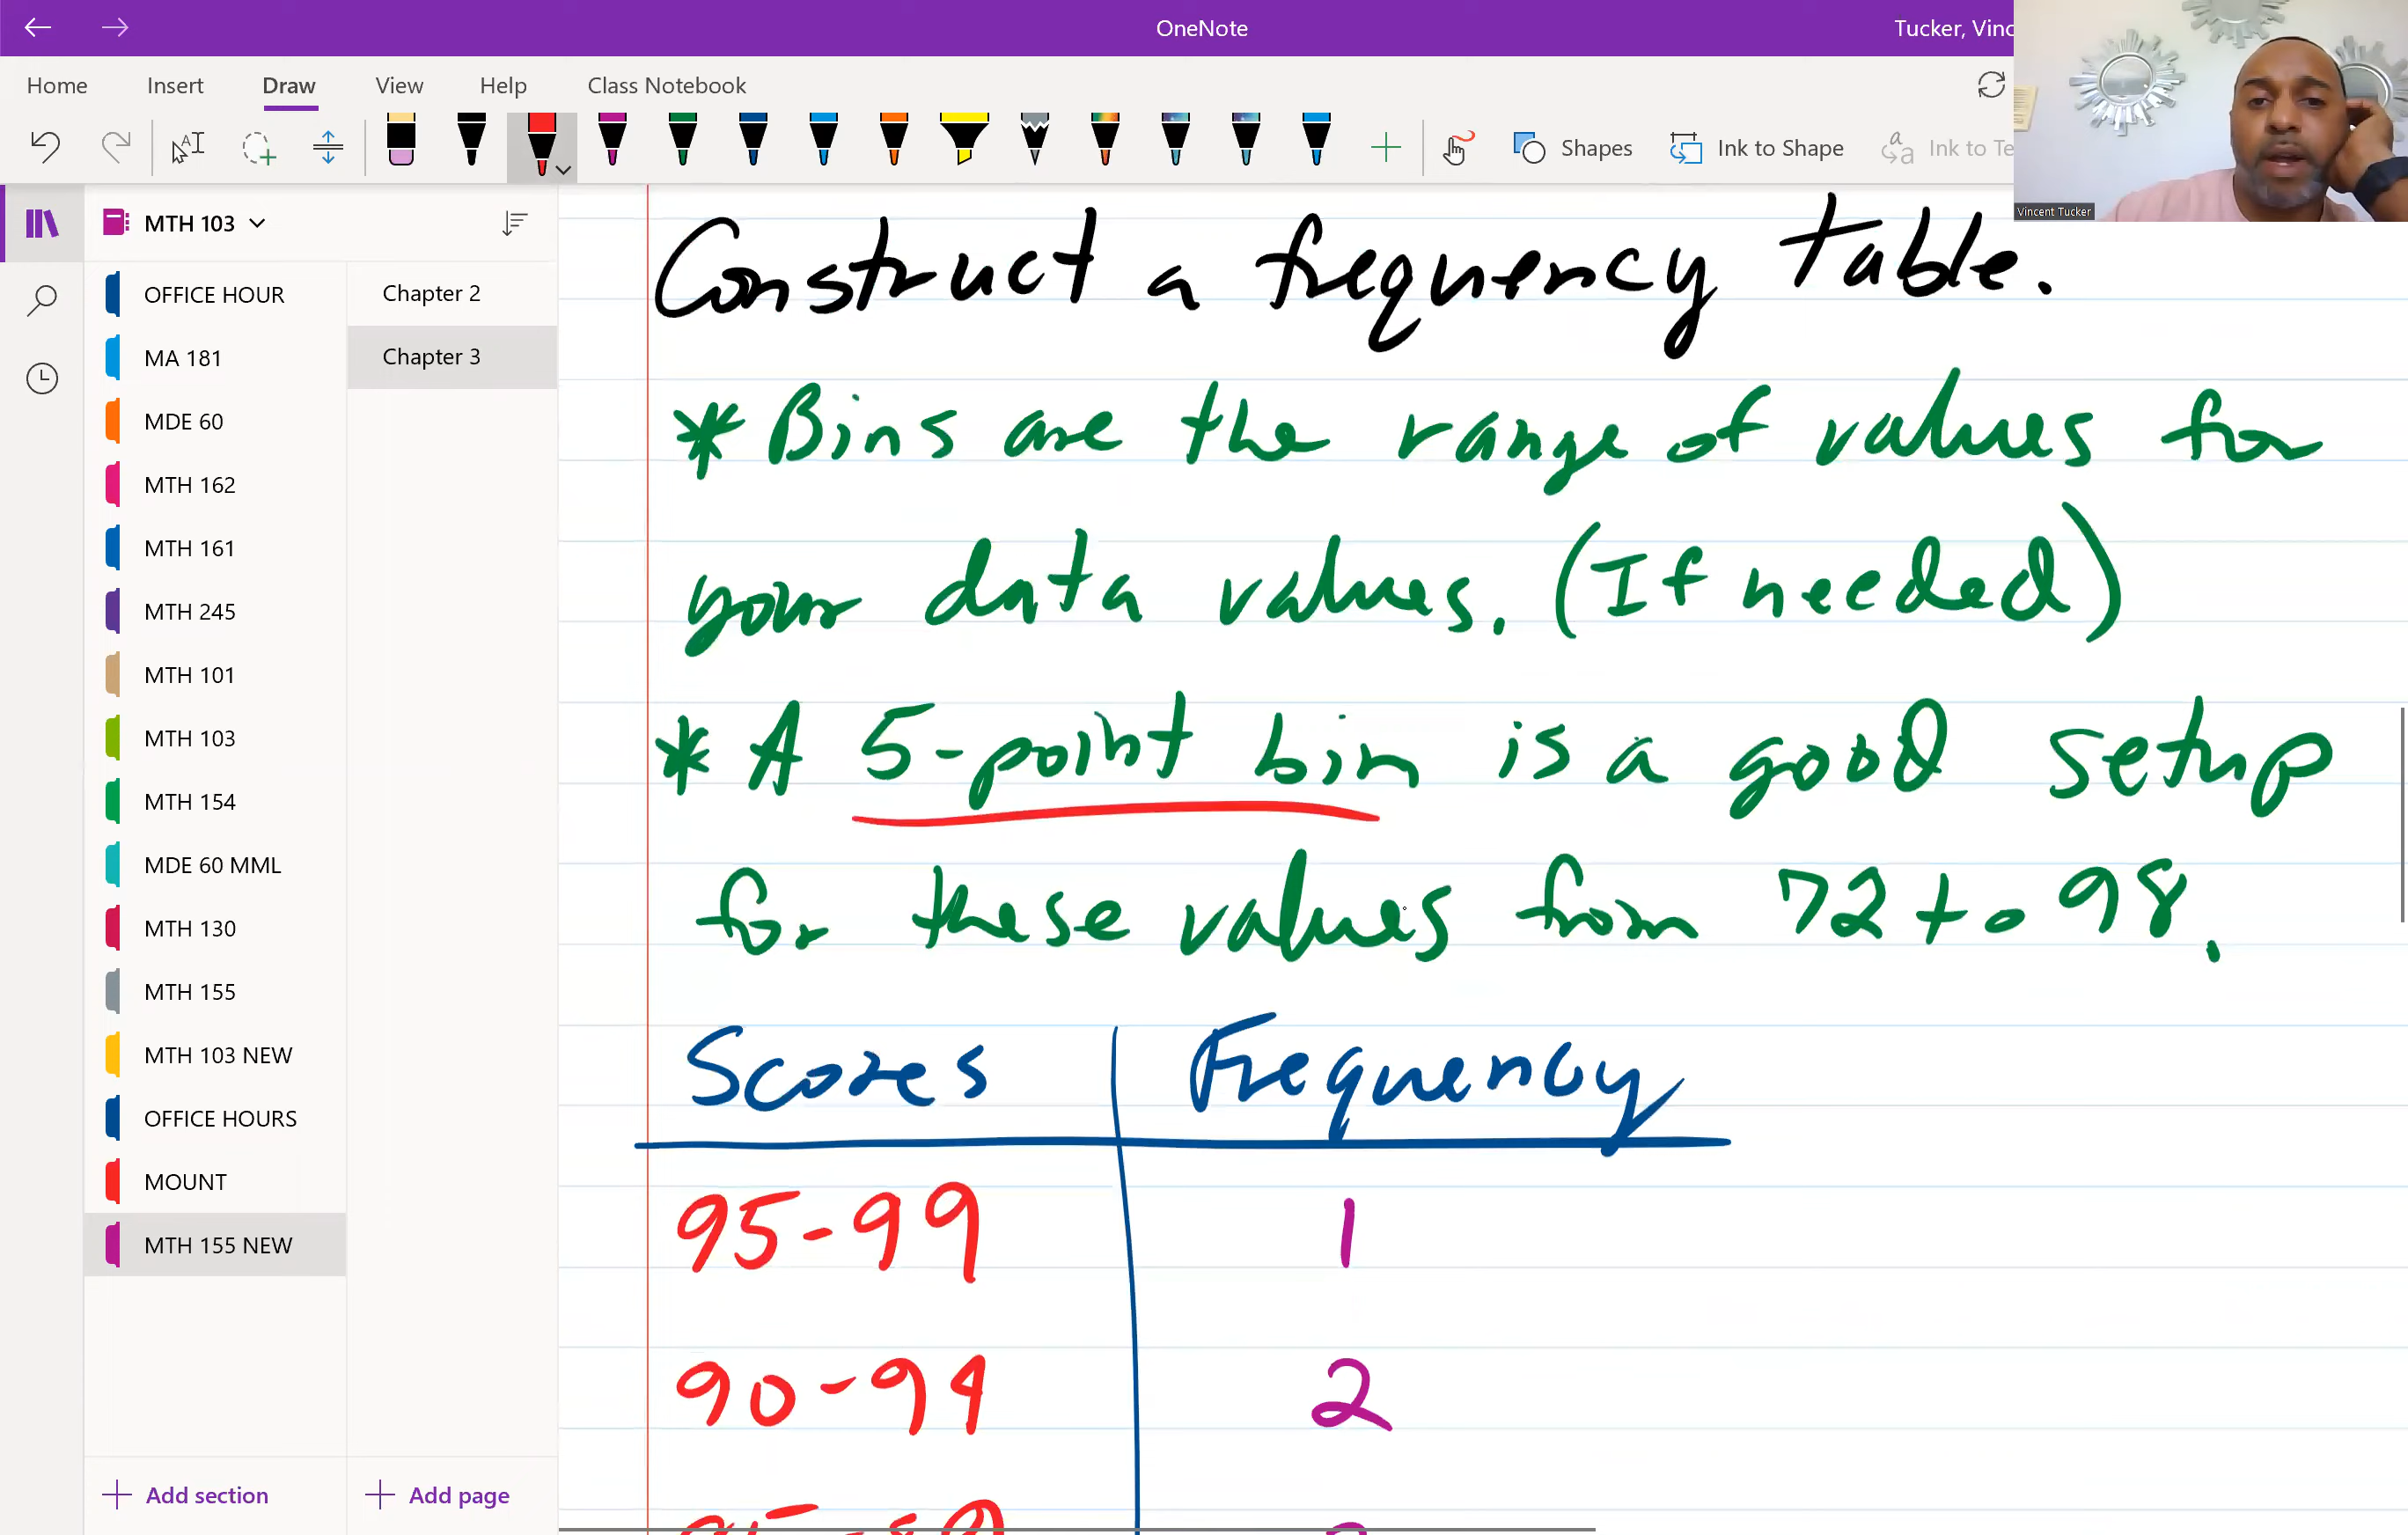 OneNote
Tucker, Vinc
Home Insert Draw View Help Class Notebook
Shapes Ink to Shape Ink to Te
Vincent Tucker
MTH 103
OFFICE HOUR
MA 181
MDE 60
MTH 162
MTH 161
MTH 245
MTH 101
MTH 103
MTH 154
MDE 60 MML
MTH 130
MTH 155
MTH 103 NEW
OFFICE HOURS
MOUNT
MTH 155 NEW
Add section
Chapter 2
Chapter 3
Add page
Construct a frequency table.
* Bins are the range of values for
your data values. (If needed)
* A 5-point bin is a good setup
for these values from 72 to 98.
Scores Frequency
95-99 1
90-94 2